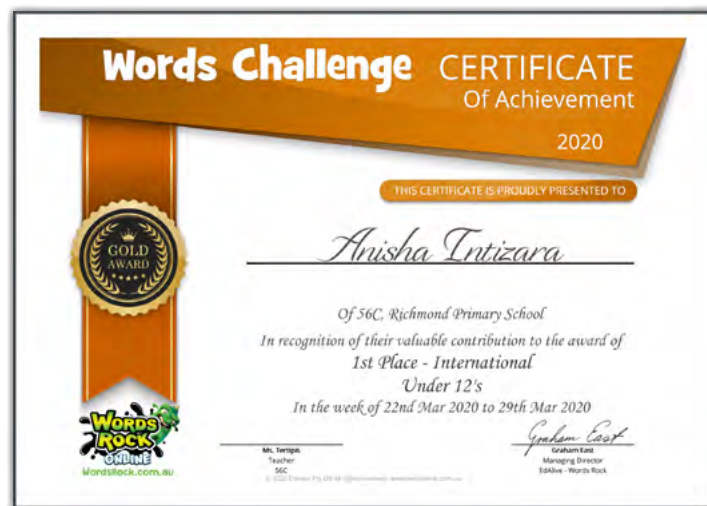 Words Challenge CERTIFICATE
Of Achievement
2020
THIS CERTIFICATE IS PROUDLY PRESENTED TO
Anisha Intizara
GOLD
AWARD
Of 56C, Richmond Primary School
In recognition of their valuable contribution to the award of
1st Place - International
Under 12's
In the week of 22nd Mar 2020 to 29th Mar 2020
WORDS
ROCK
ONLINE
WordsRock.com.au
Ms. Tertipis
Teacher
56C
Graham East
Graham East
Managing Director
EdAlive - Words Rock